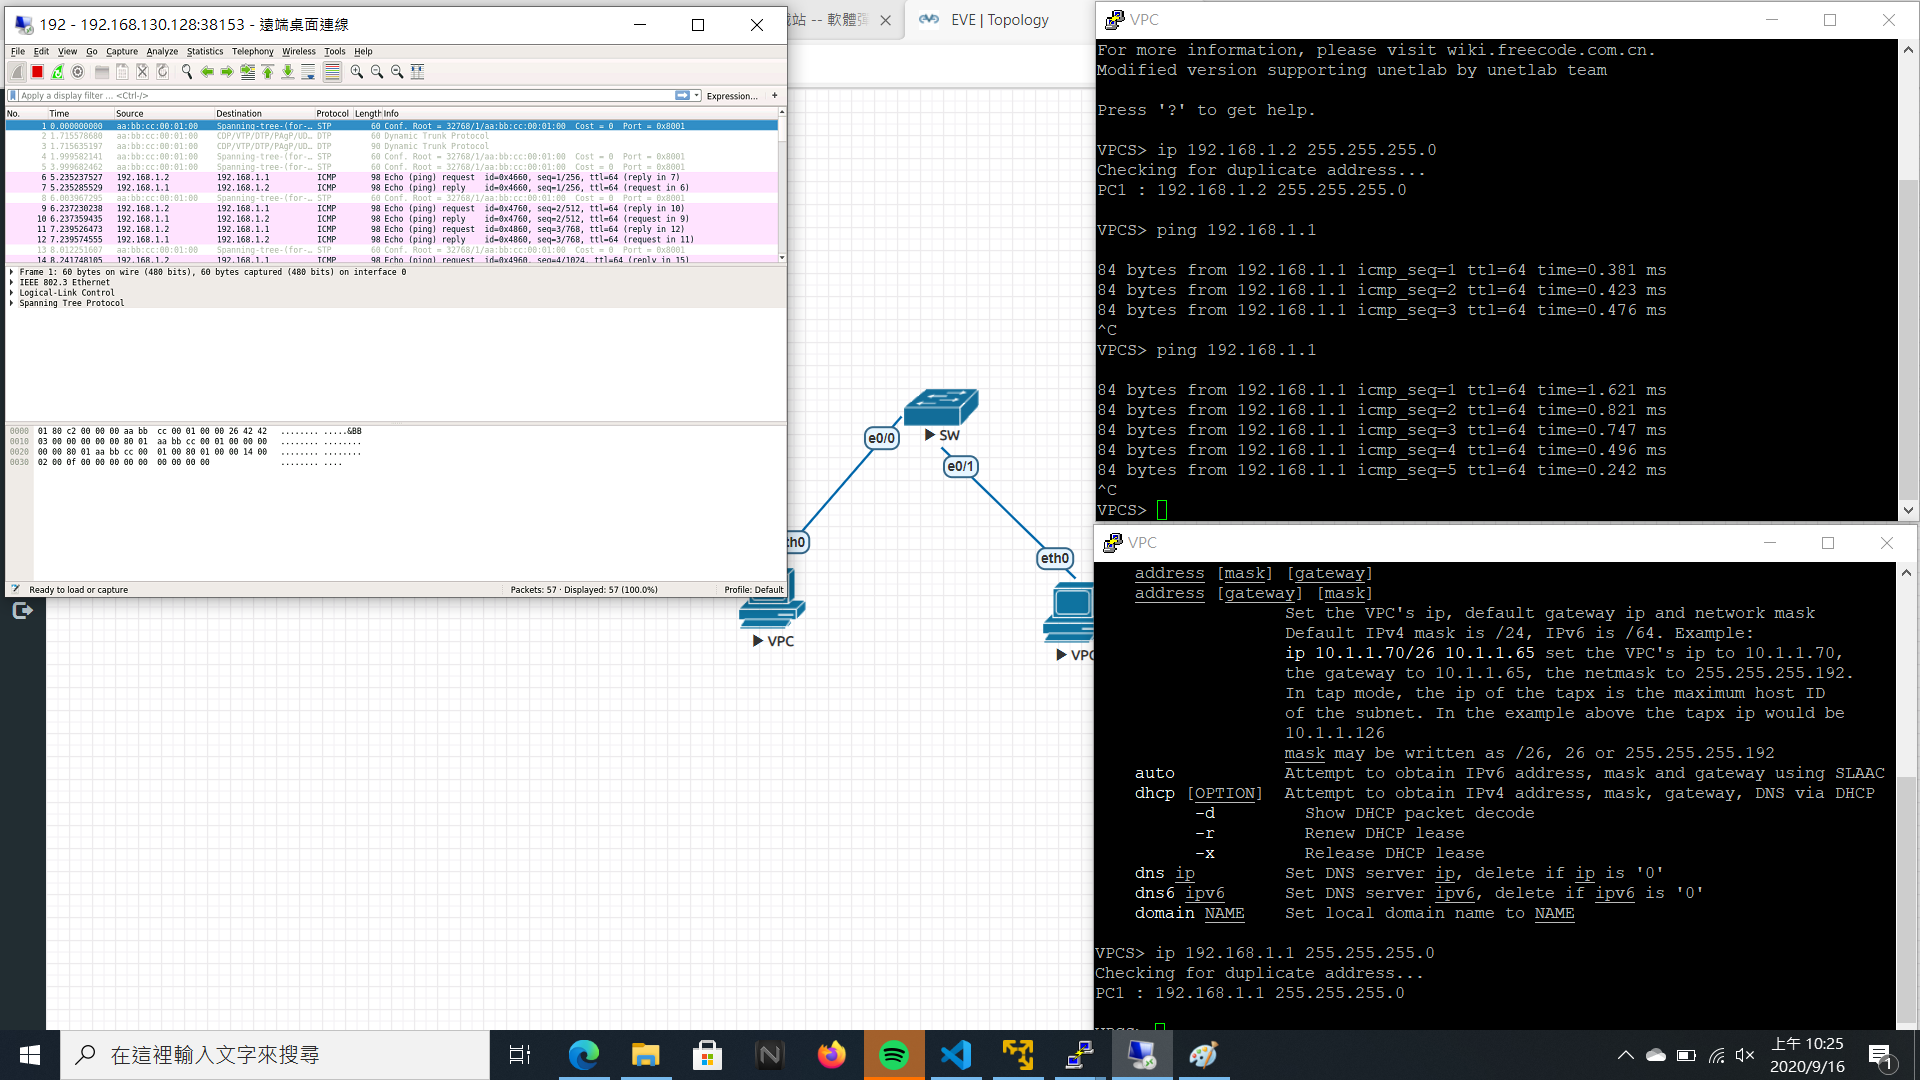 192 - 192.168.130.128:38153 - 遠端桌面連線
File Edit View Go Capture Analyze Statistics Telephony Wireless Tools Help
Apply a display filter ... <Ctrl-/>
Expression... +
No. Time Source Destination Protocol Length Info
1 0.000000000 aa:bb:cc:00:01:00 Spanning-tree-(for-… STP 60 Conf. Root = 32768/1/aa:bb:cc:00:01:00 Cost = 0 Port = 0x8001
2 1.715578680 aa:bb:cc:00:01:00 CDP/VTP/DTP/PAgP/UD… DTP 60 Dynamic Trunk Protocol
3 1.715635197 aa:bb:cc:00:01:00 CDP/VTP/DTP/PAgP/UD… DTP 90 Dynamic Trunk Protocol
4 1.999582141 aa:bb:cc:00:01:00 Spanning-tree-(for-… STP 60 Conf. Root = 32768/1/aa:bb:cc:00:01:00 Cost = 0 Port = 0x8001
5 3.999682462 aa:bb:cc:00:01:00 Spanning-tree-(for-… STP 60 Conf. Root = 32768/1/aa:bb:cc:00:01:00 Cost = 0 Port = 0x8001
6 5.235237527 192.168.1.2 192.168.1.1 ICMP 98 Echo (ping) request id=0x4660, seq=1/256, ttl=64 (reply in 7)
7 5.235285529 192.168.1.1 192.168.1.2 ICMP 98 Echo (ping) reply id=0x4660, seq=1/256, ttl=64 (request in 6)
8 6.003967295 aa:bb:cc:00:01:00 Spanning-tree-(for-… STP 60 Conf. Root = 32768/1/aa:bb:cc:00:01:00 Cost = 0 Port = 0x8001
9 6.237230238 192.168.1.2 192.168.1.1 ICMP 98 Echo (ping) request id=0x4760, seq=2/512, ttl=64 (reply in 10)
10 6.237359435 192.168.1.1 192.168.1.2 ICMP 98 Echo (ping) reply id=0x4760, seq=2/512, ttl=64 (request in 9)
11 7.239526473 192.168.1.2 192.168.1.1 ICMP 98 Echo (ping) request id=0x4860, seq=3/768, ttl=64 (reply in 12)
12 7.239574555 192.168.1.1 192.168.1.2 ICMP 98 Echo (ping) reply id=0x4860, seq=3/768, ttl=64 (request in 11)
13 8.012251607 aa:bb:cc:00:01:00 Spanning-tree-(for-… STP 60 Conf. Root = 32768/1/aa:bb:cc:00:01:00 Cost = 0 Port = 0x8001
14 8.241748105 192.168.1.2 192.168.1.1 ICMP 98 Echo (ping) request id=0x4960, seq=4/1024, ttl=64 (reply in 15)
Frame 1: 60 bytes on wire (480 bits), 60 bytes captured (480 bits) on interface 0
IEEE 802.3 Ethernet
Logical-Link Control
Spanning Tree Protocol
0000 01 80 c2 00 00 00 aa bb cc 00 01 00 00 26 42 42 ........ .....&BB
0010 03 00 00 00 00 00 80 01 aa bb cc 00 01 00 00 00 ........ ........
0020 00 00 80 01 aa bb cc 00 01 00 80 01 00 00 14 00 ........ ........
0030 02 00 0f 00 00 00 00 00 00 00 00 00 ........ ....
Ready to load or capture
Packets: 57 · Displayed: 57 (100.0%)
Profile: Default
站 -- 軟體
EVE | Topology
e0/0
SW
e0/1
th0
eth0
VPC
VPC
VPC
For more information, please visit wiki.freecode.com.cn.
Modified version supporting unetlab by unetlab team
Press '?' to get help.
VPCS> ip 192.168.1.2 255.255.255.0
Checking for duplicate address...
PC1 : 192.168.1.2 255.255.255.0
VPCS> ping 192.168.1.1
84 bytes from 192.168.1.1 icmp_seq=1 ttl=64 time=0.381 ms
84 bytes from 192.168.1.1 icmp_seq=2 ttl=64 time=0.423 ms
84 bytes from 192.168.1.1 icmp_seq=3 ttl=64 time=0.476 ms
^C
VPCS> ping 192.168.1.1
84 bytes from 192.168.1.1 icmp_seq=1 ttl=64 time=1.621 ms
84 bytes from 192.168.1.1 icmp_seq=2 ttl=64 time=0.821 ms
84 bytes from 192.168.1.1 icmp_seq=3 ttl=64 time=0.747 ms
84 bytes from 192.168.1.1 icmp_seq=4 ttl=64 time=0.496 ms
84 bytes from 192.168.1.1 icmp_seq=5 ttl=64 time=0.242 ms
^C
VPCS>
VPC
address [mask] [gateway]
address [gateway] [mask]
Set the VPC's ip, default gateway ip and network mask
Default IPv4 mask is /24, IPv6 is /64. Example:
ip 10.1.1.70/26 10.1.1.65 set the VPC's ip to 10.1.1.70,
the gateway to 10.1.1.65, the netmask to 255.255.255.192.
In tap mode, the ip of the tapx is the maximum host ID
of the subnet. In the example above the tapx ip would be
10.1.1.126
mask may be written as /26, 26 or 255.255.255.192
auto Attempt to obtain IPv6 address, mask and gateway using SLAAC
dhcp [OPTION] Attempt to obtain IPv4 address, mask, gateway, DNS via DHCP
-d Show DHCP packet decode
-r Renew DHCP lease
-x Release DHCP lease
dns ip Set DNS server ip, delete if ip is '0'
dns6 ipv6 Set DNS server ipv6, delete if ipv6 is '0'
domain NAME Set local domain name to NAME
VPCS> ip 192.168.1.1 255.255.255.0
Checking for duplicate address...
PC1 : 192.168.1.1 255.255.255.0
VPCS>
在這裡輸入文字來搜尋
上午 10:25
2020/9/16
1